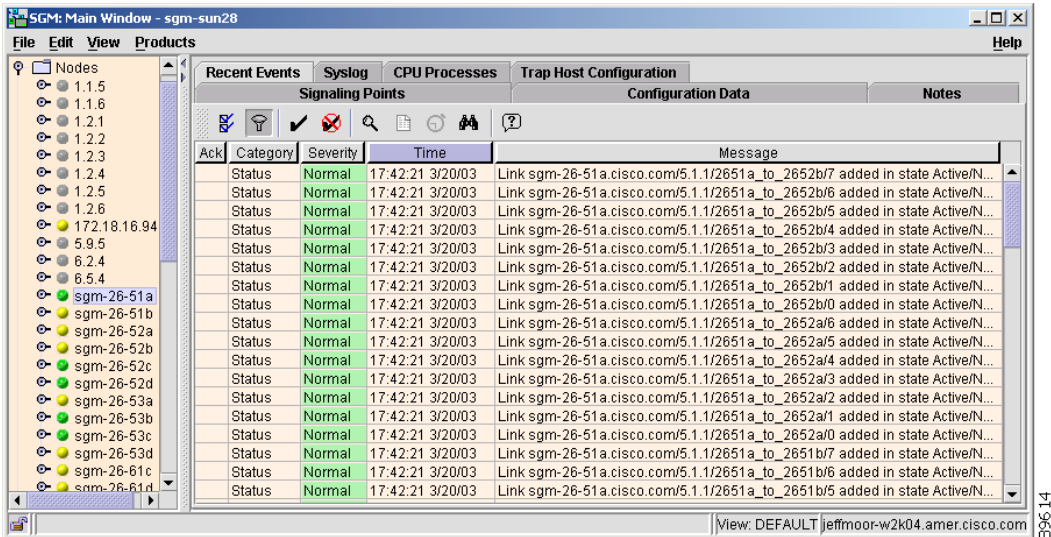 SGM: Main Window - sgm-sun28
File Edit View Products Help
Nodes
1.1.5
1.1.6
1.2.1
1.2.2
1.2.3
1.2.4
1.2.5
1.2.6
172.18.16.94
5.9.5
6.2.4
6.5.4
sgm-26-51a
sgm-26-51b
sgm-26-52a
sgm-26-52b
sgm-26-52c
sgm-26-52d
sgm-26-53a
sgm-26-53b
sgm-26-53c
sgm-26-53d
sgm-26-61c
sgm-26-61d
Recent Events Syslog CPU Processes Trap Host Configuration
Signaling Points Configuration Data Notes
Ack Category Severity Time Message
Status Normal 17:42:21 3/20/03 Link sgm-26-51a.cisco.com/5.1.1/2651a_to_2652b/7 added in state Active/N...
Status Normal 17:42:21 3/20/03 Link sgm-26-51a.cisco.com/5.1.1/2651a_to_2652b/6 added in state Active/N...
Status Normal 17:42:21 3/20/03 Link sgm-26-51a.cisco.com/5.1.1/2651a_to_2652b/5 added in state Active/N...
Status Normal 17:42:21 3/20/03 Link sgm-26-51a.cisco.com/5.1.1/2651a_to_2652b/4 added in state Active/N...
Status Normal 17:42:21 3/20/03 Link sgm-26-51a.cisco.com/5.1.1/2651a_to_2652b/3 added in state Active/N...
Status Normal 17:42:21 3/20/03 Link sgm-26-51a.cisco.com/5.1.1/2651a_to_2652b/2 added in state Active/N...
Status Normal 17:42:21 3/20/03 Link sgm-26-51a.cisco.com/5.1.1/2651a_to_2652b/1 added in state Active/N...
Status Normal 17:42:21 3/20/03 Link sgm-26-51a.cisco.com/5.1.1/2651a_to_2652b/0 added in state Active/N...
Status Normal 17:42:21 3/20/03 Link sgm-26-51a.cisco.com/5.1.1/2651a_to_2652a/6 added in state Active/N...
Status Normal 17:42:21 3/20/03 Link sgm-26-51a.cisco.com/5.1.1/2651a_to_2652a/5 added in state Active/N...
Status Normal 17:42:21 3/20/03 Link sgm-26-51a.cisco.com/5.1.1/2651a_to_2652a/4 added in state Active/N...
Status Normal 17:42:21 3/20/03 Link sgm-26-51a.cisco.com/5.1.1/2651a_to_2652a/3 added in state Active/N...
Status Normal 17:42:21 3/20/03 Link sgm-26-51a.cisco.com/5.1.1/2651a_to_2652a/2 added in state Active/N...
Status Normal 17:42:21 3/20/03 Link sgm-26-51a.cisco.com/5.1.1/2651a_to_2652a/1 added in state Active/N...
Status Normal 17:42:21 3/20/03 Link sgm-26-51a.cisco.com/5.1.1/2651a_to_2652a/0 added in state Active/N...
Status Normal 17:42:21 3/20/03 Link sgm-26-51a.cisco.com/5.1.1/2651a_to_2651b/7 added in state Active/N...
Status Normal 17:42:21 3/20/03 Link sgm-26-51a.cisco.com/5.1.1/2651a_to_2651b/6 added in state Active/N...
Status Normal 17:42:21 3/20/03 Link sgm-26-51a.cisco.com/5.1.1/2651a_to_2651b/5 added in state Active/N...
View: DEFAULT jeffmoor-w2k04.amer.cisco.com
89614